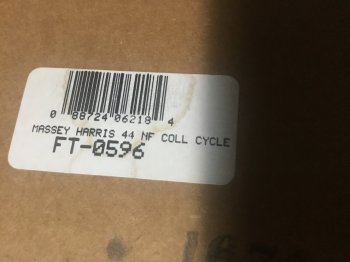 0 88724 06218 4
MASSEY HARRIS 44 NF COLL CYCLE
FT-0596